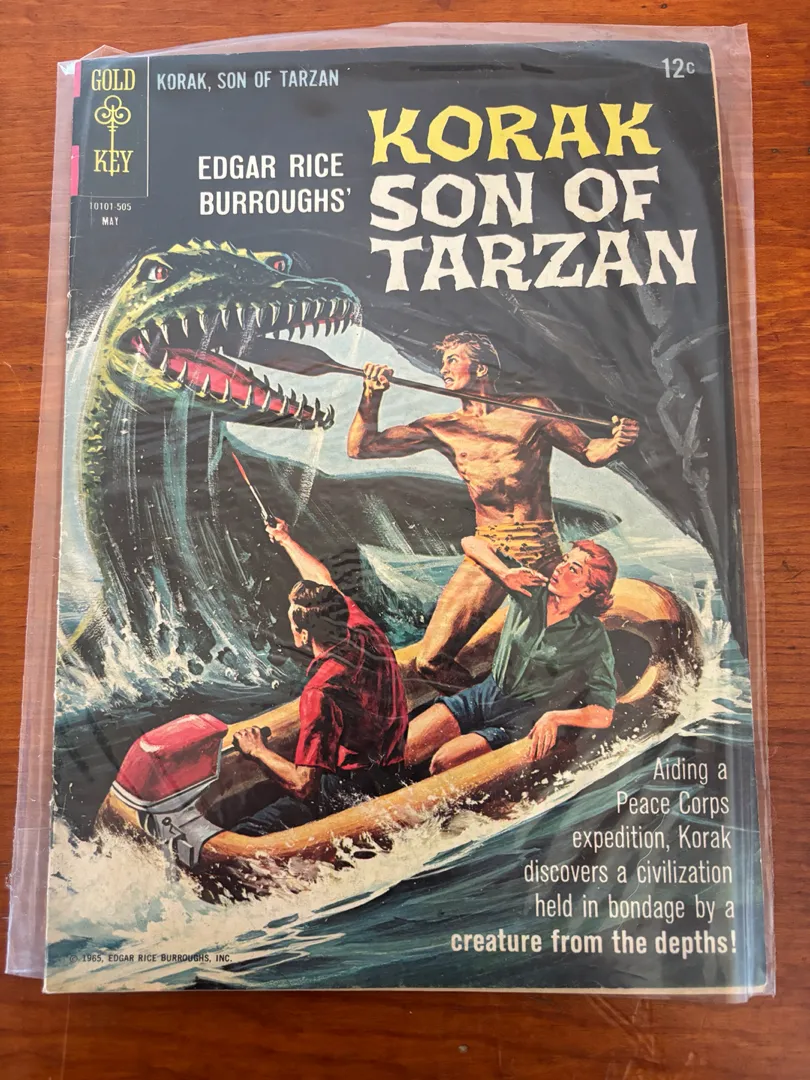 GOLD
KEY
KORAK, SON OF TARZAN
12c
10101-505
MAY
EDGAR RICE
BURROUGHS'
KORAK
SON OF
TARZAN
Aiding a
Peace Corps
expedition, Korak
discovers a civilization
held in bondage by a
creature from the depths!
© 1965, EDGAR RICE BURROUGHS, INC.